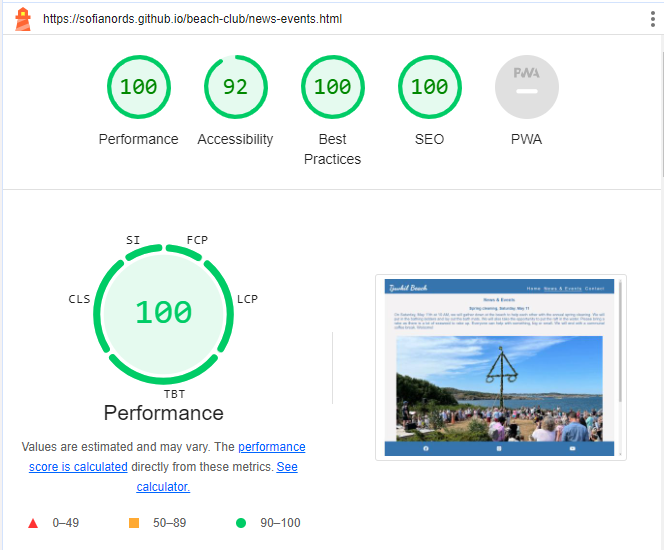 https://sofianords.github.io/beach-club/news-events.html
100
92
100
100
PWA
Performance
Accessibility
Best
Practices
SEO
PWA
SI
FCP
CLS
LCP
100
TBT
Performance
Values are estimated and may vary. The performance
score is calculated directly from these metrics. See
calculator.
0–49
50–89
90–100
Home News & Events Contact
News & Events
Spring cleaning, Saturday, May 11